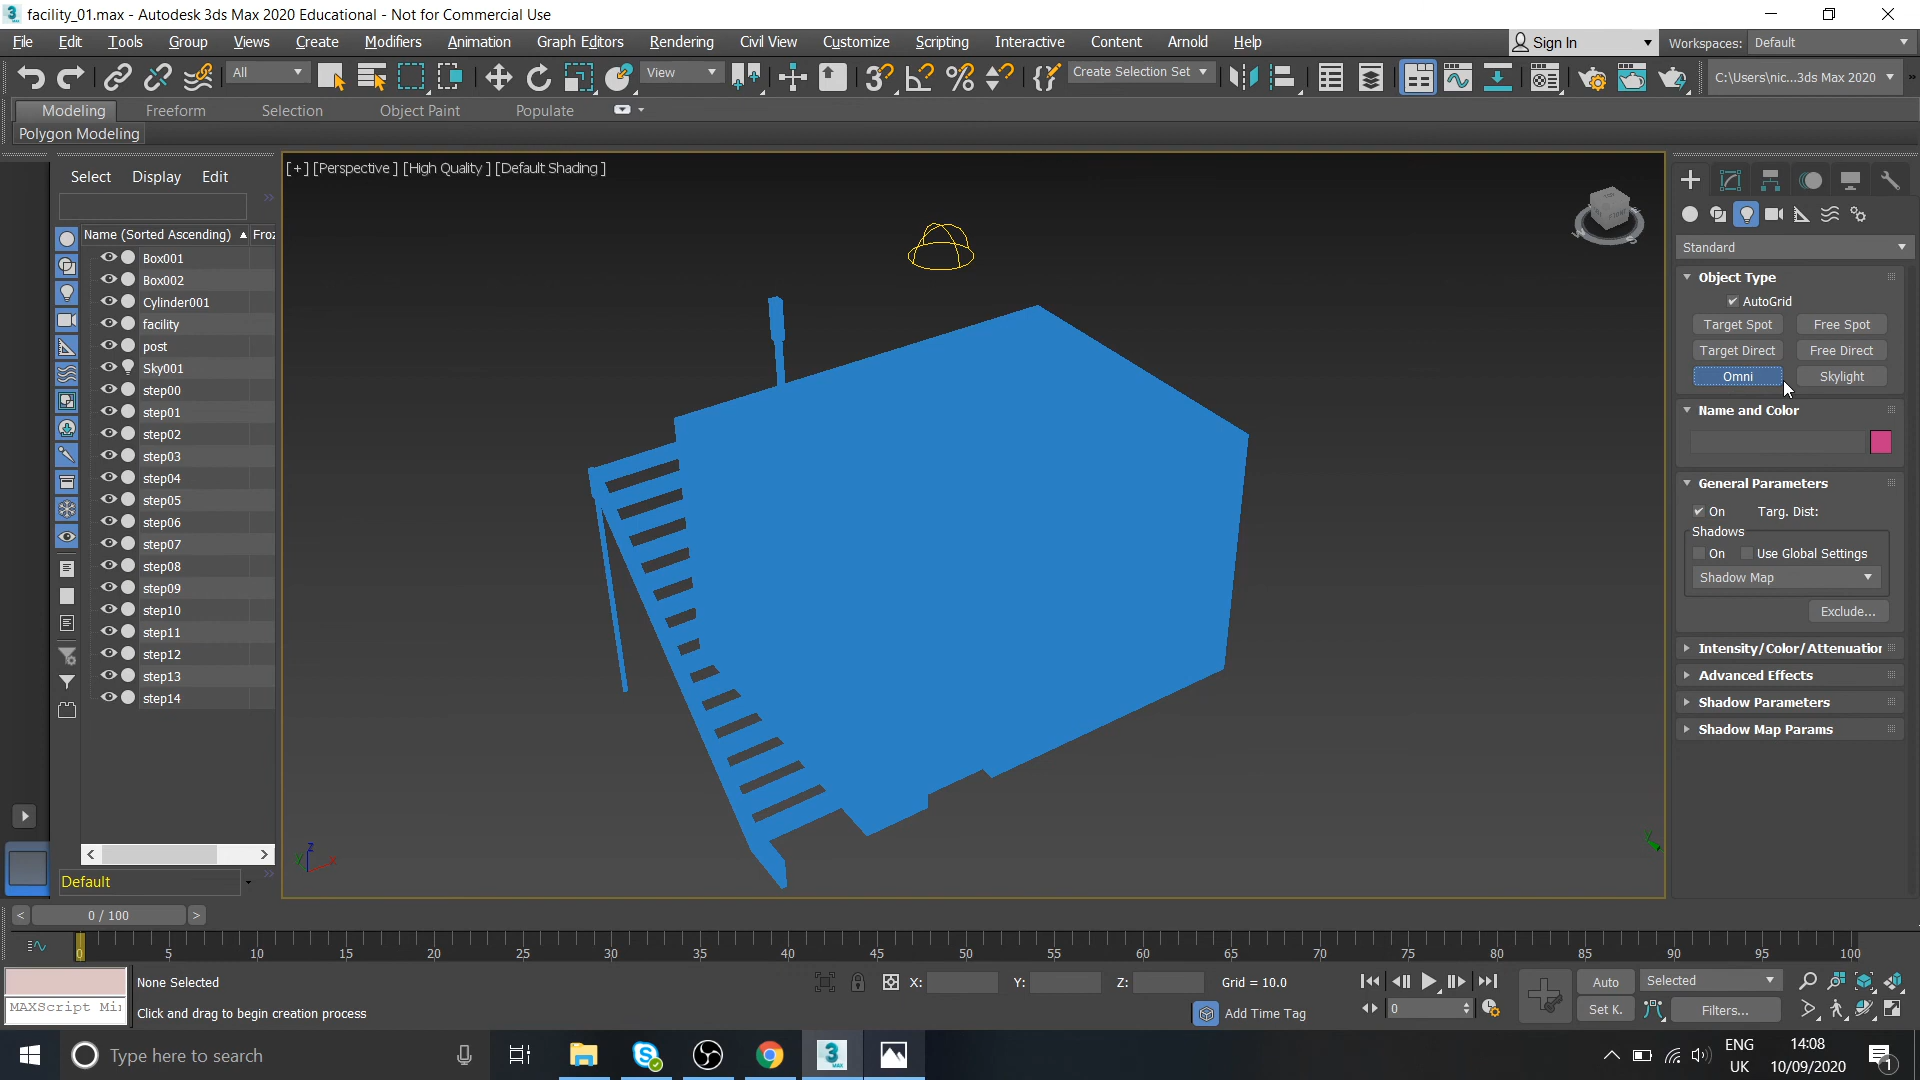 facility_01.max - Autodesk 3ds Max 2020 Educational - Not for Commercial Use
File Edit Tools Group Views Create Modifiers Animation Graph Editors Rendering Civil View Customize Scripting Interactive Content Arnold Help
Sign In
Workspaces: Default
All
View
Create Selection Set
C:\Users\nic...3ds Max 2020
Modeling Freeform Selection Object Paint Populate
Polygon Modeling
Select Display Edit
Name (Sorted Ascending) Froz
Box001
Box002
Cylinder001
facility
post
Sky001
step00
step01
step02
step03
step04
step05
step06
step07
step08
step09
step10
step11
step12
step13
step14
Default
[+] [Perspective ] [High Quality ] [Default Shading ]
z
y
x
y
Standard
Object Type
AutoGrid
Target Spot Free Spot
Target Direct Free Direct
Omni Skylight
Name and Color
General Parameters
On Targ. Dist:
Shadows
On Use Global Settings
Shadow Map
Exclude...
Intensity/Color/Attenuation
Advanced Effects
Shadow Parameters
Shadow Map Params
< 0 / 100 >
0 5 10 15 20 25 30 35 40 45 50 55 60 65 70 75 80 85 90 95 100
None Selected
X: Y: Z: Grid = 10.0
Auto Selected
MAXScript Mi
Click and drag to begin creation process
Add Time Tag
0
Set K. Filters...
Type here to search
ENG
UK
14:08
10/09/2020
1